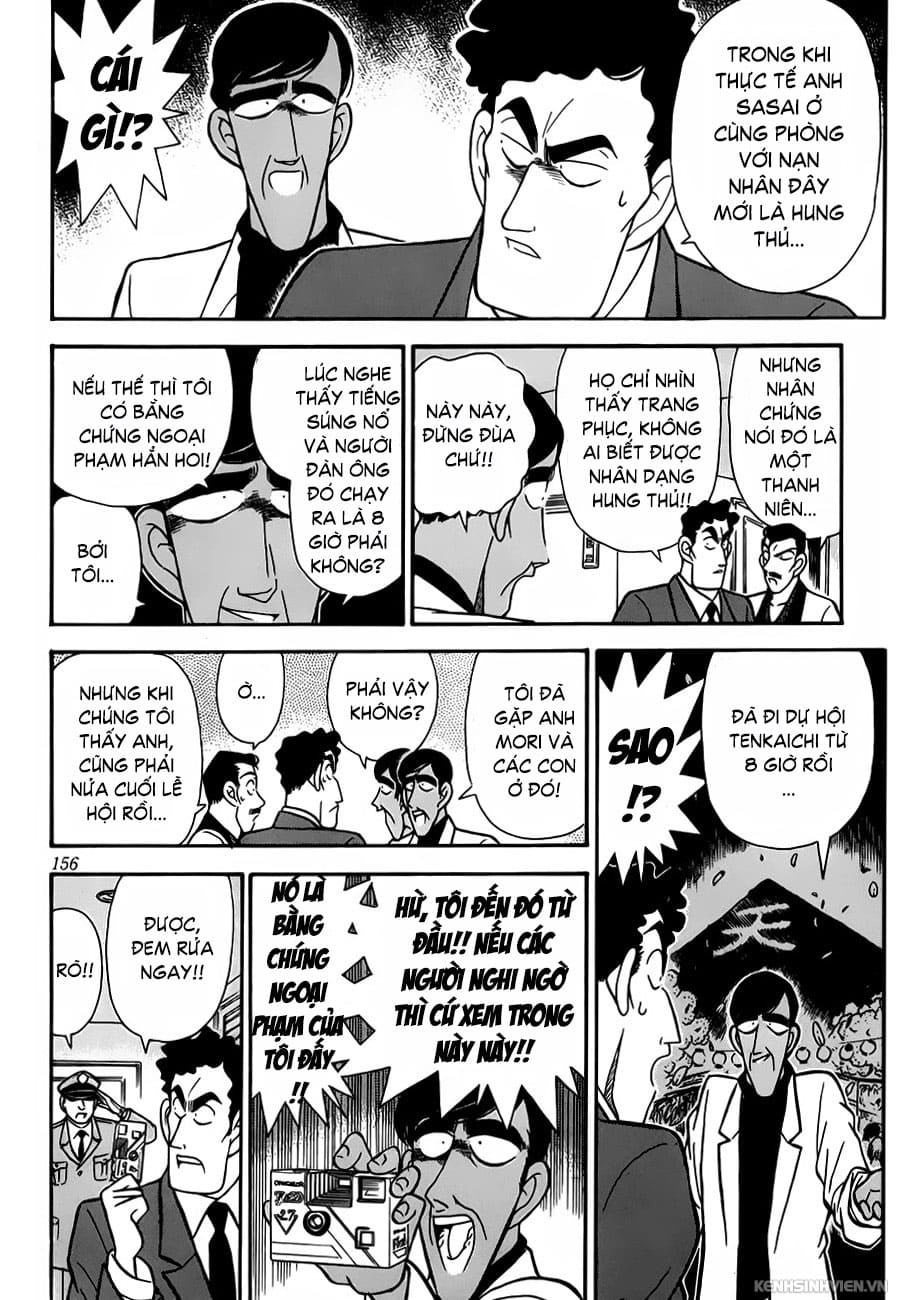 TRONG KHI
THỰC TẾ ANH
SASAI Ở
CÙNG PHÒNG
VỚI NẠN
NHÂN ĐÂY
MỚI LÀ HUNG
THỦ...
CÁI
GÌ!?
NHƯNG
NHÂN
CHỨNG
NÓI ĐÓ LÀ
MỘT
THANH
NIÊN...
HỌ CHỈ NHÌN
THẤY TRANG
PHỤC, KHÔNG
AI BIẾT ĐƯỢC
NHÂN DẠNG
HUNG THỦ!!
NÀY NÀY,
ĐỪNG ĐÙA
CHỨ!!
LÚC NGHE
THẤY TIẾNG
SÚNG NỔ
VÀ NGƯỜI
ĐÀN ÔNG
ĐÓ CHẠY
RA LÀ 8
GIỜ PHẢI
KHÔNG?
NẾU THẾ THÌ TÔI
CÓ BẰNG
CHỨNG NGOẠI
PHẠM HẲN HOI!
BỞI
TÔI...
ĐÃ ĐI DỰ HỘI
TENKAICHI TỪ
8 GIỜ RỒI
...
SAO
!?
天
TÔI ĐÃ
GẶP ANH
MORI VÀ
CÁC CON
Ở ĐÓ!
PHẢI VẬY
KHÔNG?
Ờ...
NHƯNG KHI
CHÚNG TÔI
THẤY ANH,
CŨNG PHẢI
NỬA CUỐI LỄ
HỘI RỒI...
156
HỪ, TÔI ĐẾN ĐÓ TỪ
ĐẦU!! NẾU CÁC
NGƯỜI NGHI NGỜ
THÌ CỨ XEM TRONG
NÀY NÀY!!
NÓ LÀ
BẰNG
CHỨNG
NGOẠI
PHẠM CỦA
TÔI ĐẤY
!!
27
ĐƯỢC,
ĐEM RỬA
NGAY!!
RÕ!!
KENHSINHVIEN.VN